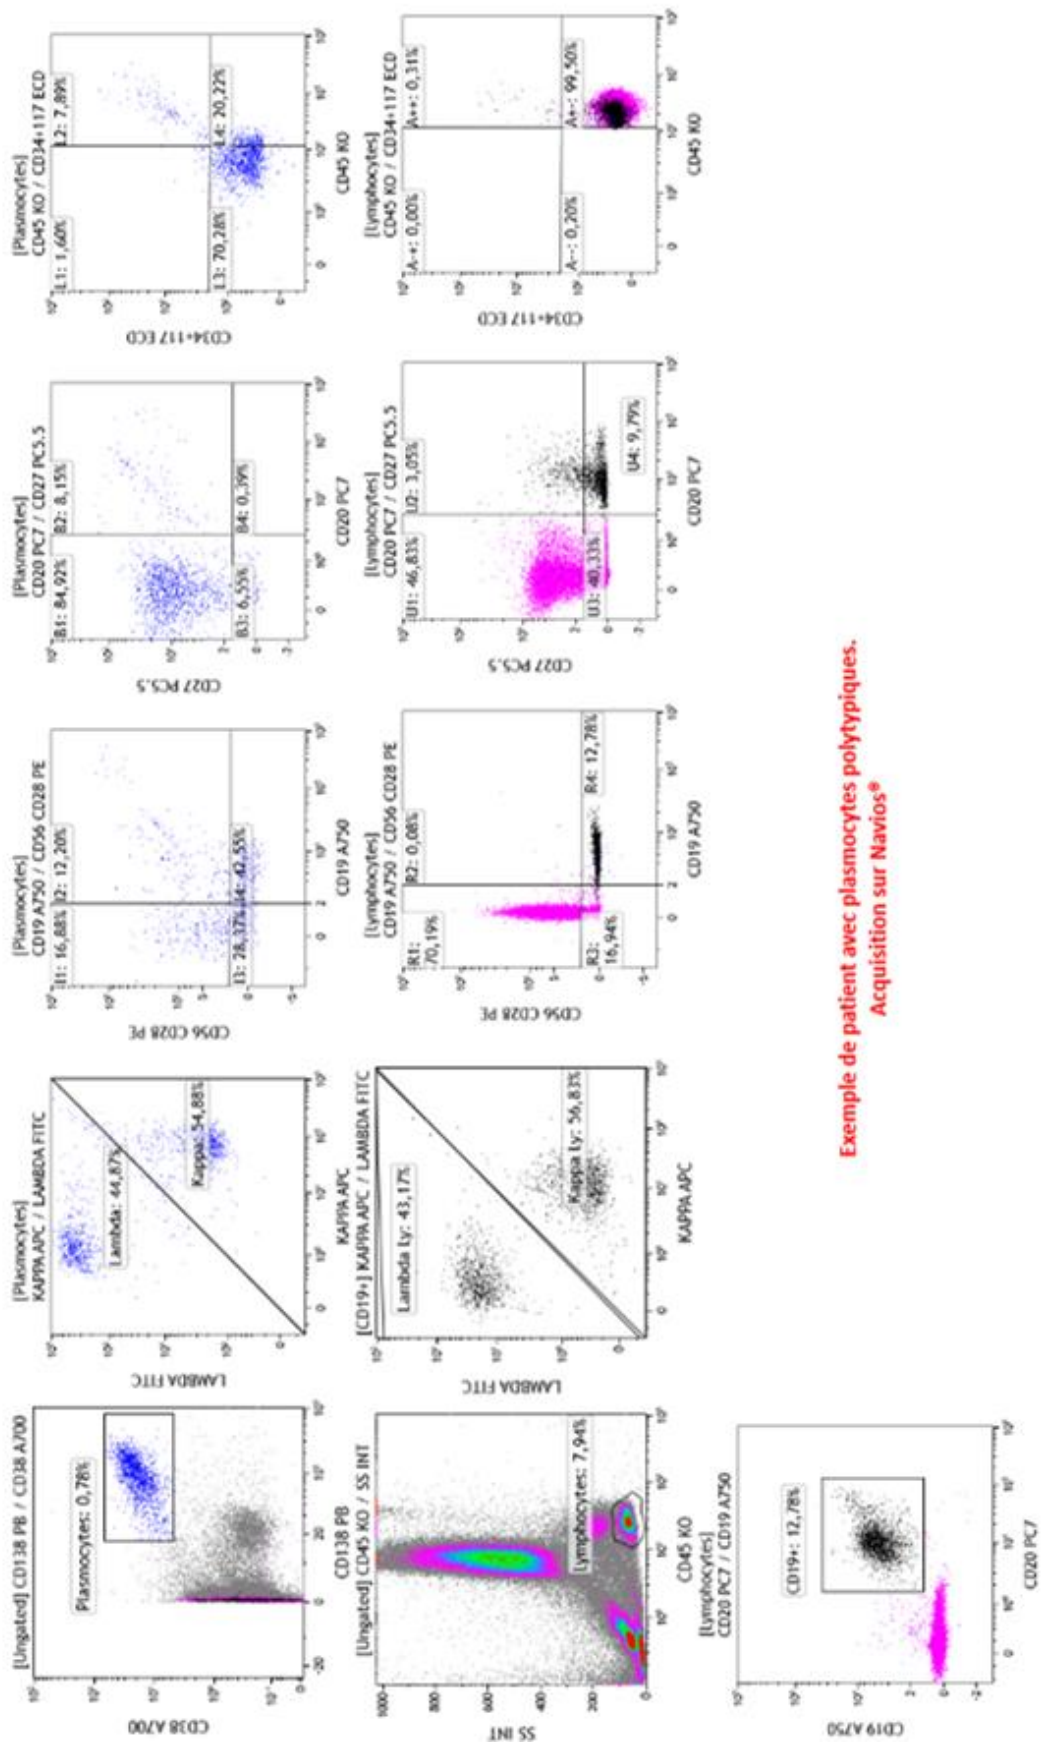 [Ungated] CD138 PB / CD38 A700
Plasmocytes: 0,78%
CD38 A700
CD138 PB
[Plasmocytes]
KAPPA APC / LAMBDA FITC
Lambda: 44,87%
Kappa: 54,88%
LAMBDA FITC
KAPPA APC
[Plasmocytes]
CD19 A750 / CD56 CD28 PE
I1: 16,88%
I2: 12,20%
I3: 28,37%
I4: 42,55%
CD56 CD28 PE
CD19 A750
[Plasmocytes]
CD20 PC7 / CD27 PC5.5
B1: 84,92%
B2: 8,15%
B3: 6,55%
B4: 0,39%
CD27 PC5.5
CD20 PC7
[Plasmocytes]
CD45 KO / CD34+117 ECD
L1: 1,60%
L2: 7,89%
L3: 70,28%
L4: 20,22%
CD34+117 ECD
CD45 KO
[Ungated] CD45 KO / SS INT
1000
800
600
400
200
0
Lymphocytes: 7,94%
SS INT
CD45 KO
[CD19+] KAPPA APC / LAMBDA FITC
Lambda Ly: 43,17%
Kappa Ly: 56,83%
LAMBDA FITC
KAPPA APC
[Lymphocytes]
CD19 A750 / CD56 CD28 PE
R1:
70,19%
R2: 0,08%
R3:
16,94%
R4: 12,78%
CD56 CD28 PE
CD19 A750
[Lymphocytes]
CD20 PC7 / CD27 PC5.5
U1: 46,83%
U2: 3,05%
U3: 40,33%
U4: 9,79%
CD27 PC5.5
CD20 PC7
[Lymphocytes]
CD45 KO / CD34+117 ECD
A-+: 0,00%
A++: 0,31%
A--: 0,20%
A+-: 99,50%
CD34+117 ECD
CD45 KO
[Lymphocytes]
CD20 PC7 / CD19 A750
CD19+: 12,78%
CD19 A750
CD20 PC7
Exemple de patient avec plasmocytes polytypiques.
Acquisition sur Navios®